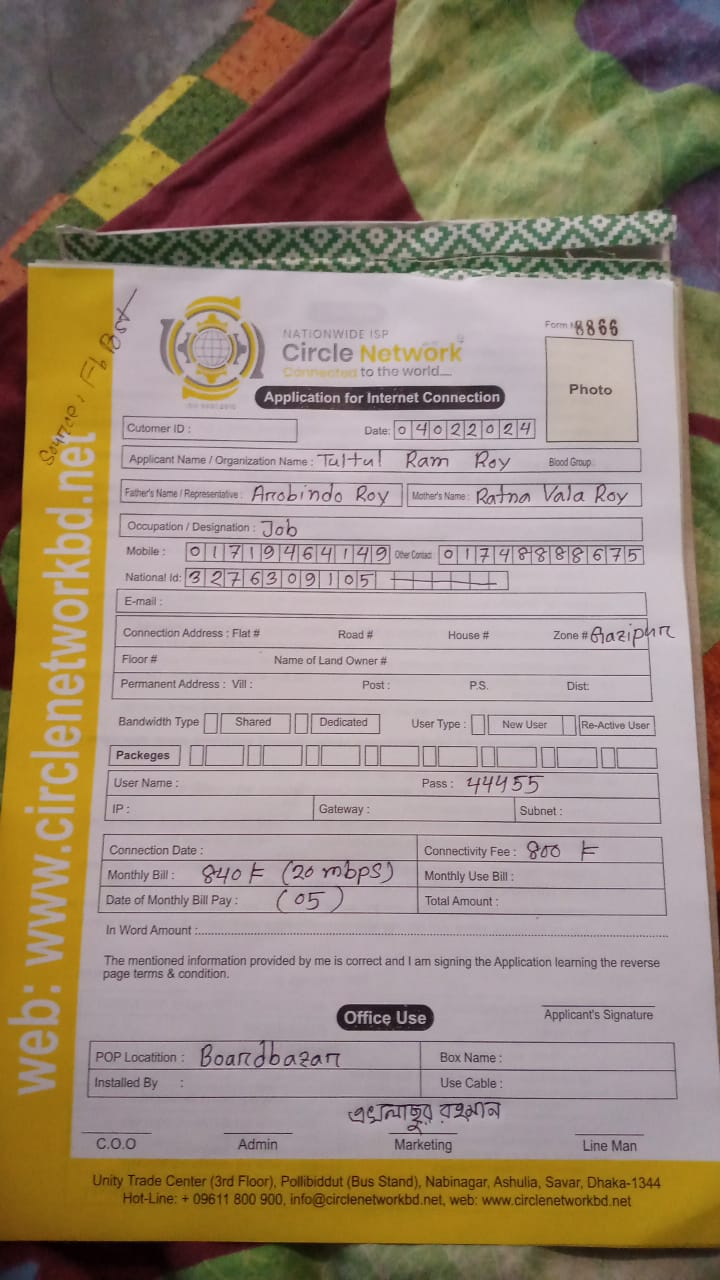 Source: Fb Post
NATIONWIDE ISP
Circle Network
Connected to the world....
Form No 8866
Photo
Application for Internet Connection
Cutomer ID :
Date: 04022024
Applicant Name / Organization Name : Tultul Ram Roy Blood Group:
Father's Name / Representative : Arrobindo Roy Mother's Name : Ratna Vala Roy
Occupation / Designation : Job
Mobile : 01719464149 Other Contact 01748888675
National Id: 3276309105
E-mail :
Connection Address : Flat # Road # House # Zone # Gazipur
Floor # Name of Land Owner #
Permanent Address : Vill : Post : P.S. Dist:
Bandwidth Type Shared Dedicated User Type : New User Re-Active User
Packeges
User Name : Pass : 44455
IP : Gateway : Subnet :
Connection Date : Connectivity Fee : 800 ৳
Monthly Bill : 840 ৳ (20 mbps) Monthly Use Bill :
Date of Monthly Bill Pay : (05) Total Amount :
In Word Amount :
The mentioned information provided by me is correct and I am signing the Application learning the reverse
page terms & condition.
Applicant's Signature
Office Use
POP Locatition : Boardbazar Box Name :
Installed By : Use Cable :
এখলাছুর রহমান
C.O.O Admin Marketing Line Man
Unity Trade Center (3rd Floor), Pollibiddut (Bus Stand), Nabinagar, Ashulia, Savar, Dhaka-1344
Hot-Line: + 09611 800 900, info@circlenetworkbd.net, web: www.circlenetworkbd.net
web: www.circlenetworkbd.net